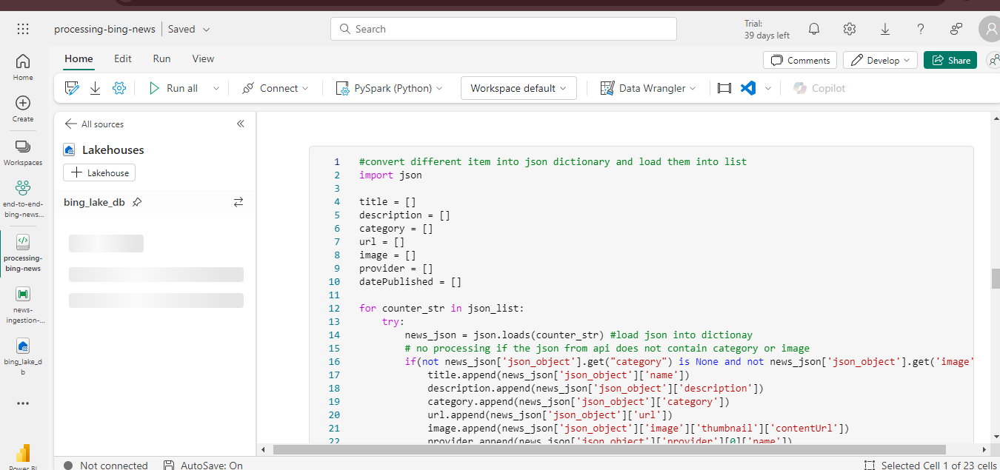 processing-bing-news
Saved
Search
Trial:
39 days left
Home
Edit
Run
View
Comments
Develop
Share
Run all
Connect
PySpark (Python)
Workspace default
Data Wrangler
Copilot
Home
Create
Workspaces
end-to-end-
bing-news...
processing-
bing-news
news-
ingestion-...
bing_lake_d
b
Power BI
All sources
Lakehouses
Lakehouse
bing_lake_db
1 #convert different item into json dictionary and load them into list
2 import json
3
4 title = []
5 description = []
6 category = []
7 url = []
8 image = []
9 provider = []
10 datePublished = []
11
12 for counter_str in json_list:
13 try:
14 news_json = json.loads(counter_str) #load json into dictionay
15 # no processing if the json from api does not contain category or image
16 if(not news_json['json_object'].get("category") is None and not news_json['json_object'].get('image'
17 title.append(news_json['json_object']['name'])
18 description.append(news_json['json_object']['description'])
19 category.append(news_json['json_object']['category'])
20 url.append(news_json['json_object']['url'])
21 image.append(news_json['json_object']['image']['thumbnail']['contentUrl'])
22 provider.append(news_json['json_object']['provider'][0]['name'])
Not connected
AutoSave: On
Selected Cell 1 of 23 cells